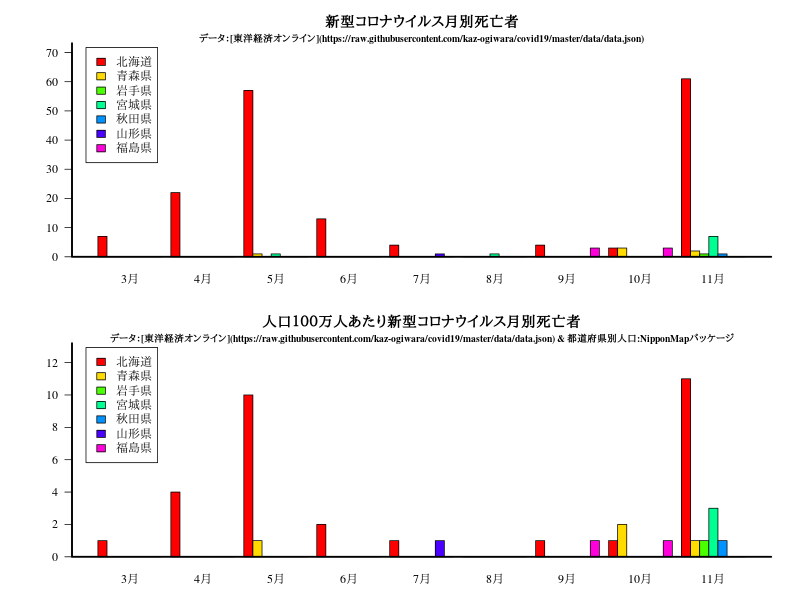 新型コロナウイルス月別死亡者
データ:[東洋経済オンライン](https://raw.githubusercontent.com/kaz-ogiwara/covid19/master/data/data.json)
70
60
50
40
30
20
10
0
北海道
青森県
岩手県
宮城県
秋田県
山形県
福島県
3月 4月 5月 6月 7月 8月 9月 10月 11月
人口100万人あたり新型コロナウイルス月別死亡者
データ:[東洋経済オンライン](https://raw.githubusercontent.com/kaz-ogiwara/covid19/master/data/data.json) & 都道府県別人口:NipponMapパッケージ
12
10
8
6
4
2
0
北海道
青森県
岩手県
宮城県
秋田県
山形県
福島県
3月 4月 5月 6月 7月 8月 9月 10月 11月